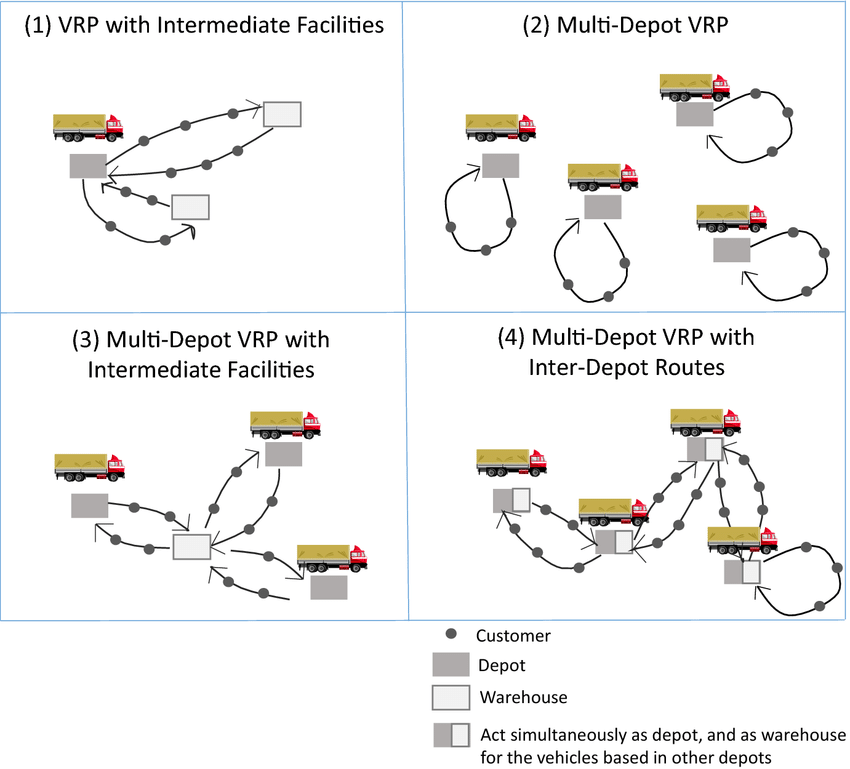 (1) VRP with Intermediate Facilities
(2) Multi-Depot VRP
(3) Multi-Depot VRP with
Intermediate Facilities
(4) Multi-Depot VRP with
Inter-Depot Routes
Customer
Depot
Warehouse
Act simultaneously as depot, and as warehouse
for the vehicles based in other depots